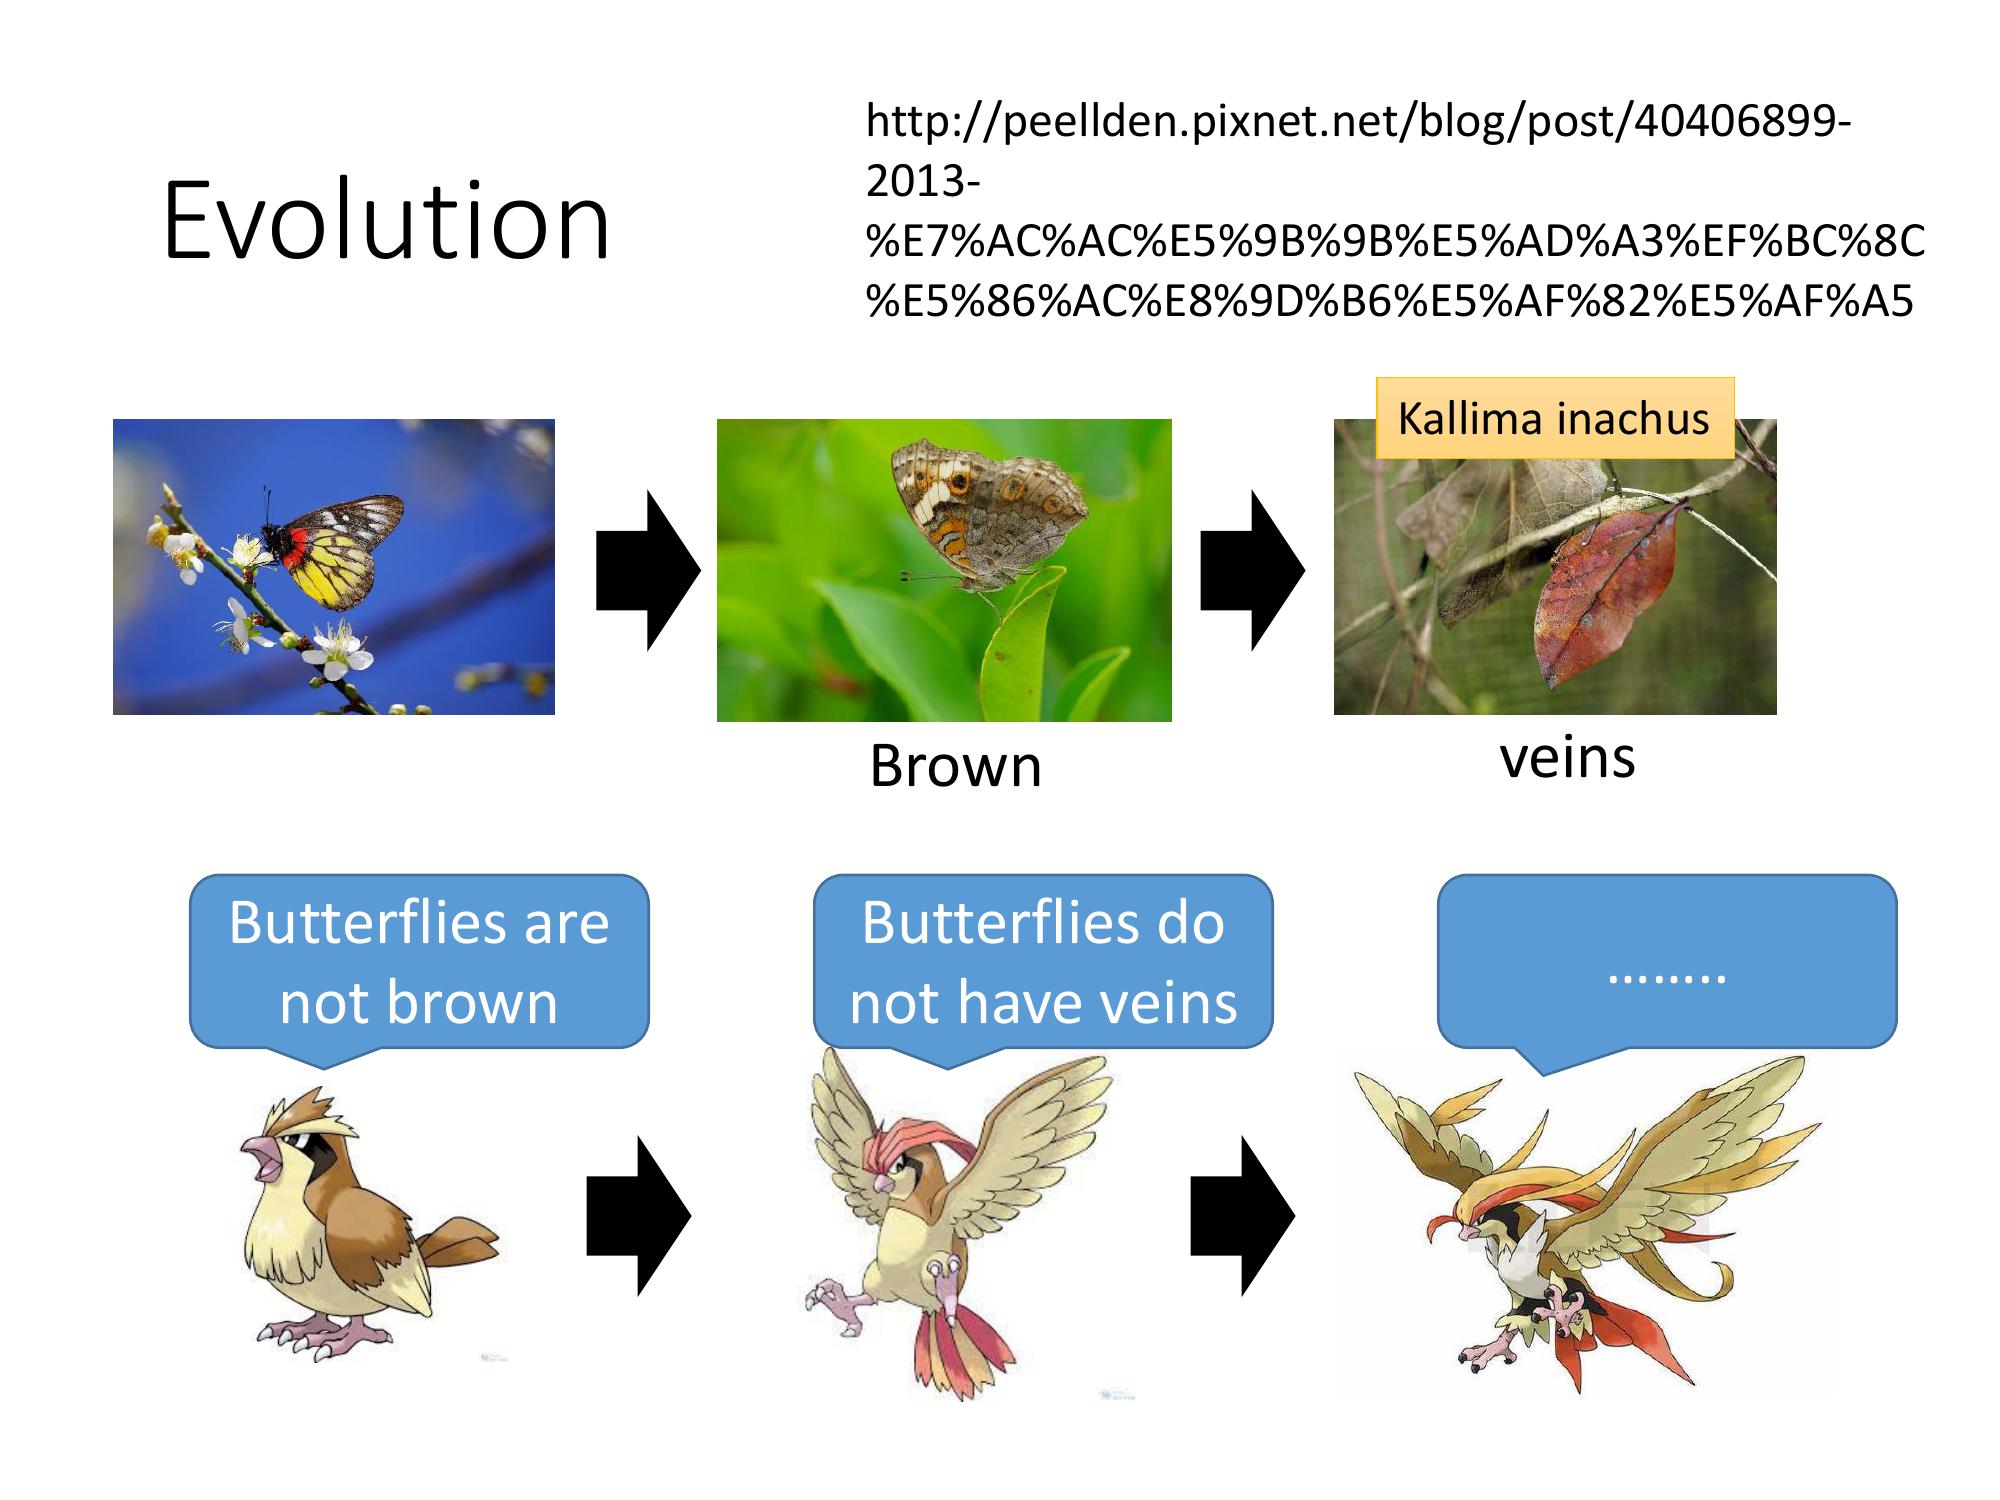 Evolution
http://peellden.pixnet.net/blog/post/40406899-
2013-
%E7%AC%AC%E5%9B%9B%E5%AD%A3%EF%BC%8C
%E5%86%AC%E8%9D%B6%E5%AF%82%E5%AF%A5
Kallima inachus
Brown
veins
Butterflies are
not brown
Butterflies do
not have veins
........